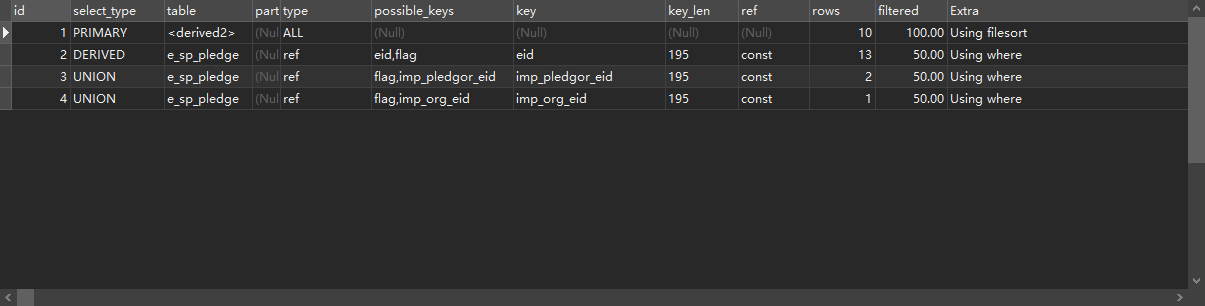 id select_type table part type possible_keys key key_len ref rows filtered Extra
1 PRIMARY <derived2> (Nul ALL (Null) (Null) (Null) (Null) 10 100.00 Using filesort
2 DERIVED e_sp_pledge (Nul ref eid,flag eid 195 const 13 50.00 Using where
3 UNION e_sp_pledge (Nul ref flag,imp_pledgor_eid imp_pledgor_eid 195 const 2 50.00 Using where
4 UNION e_sp_pledge (Nul ref flag,imp_org_eid imp_org_eid 195 const 1 50.00 Using where